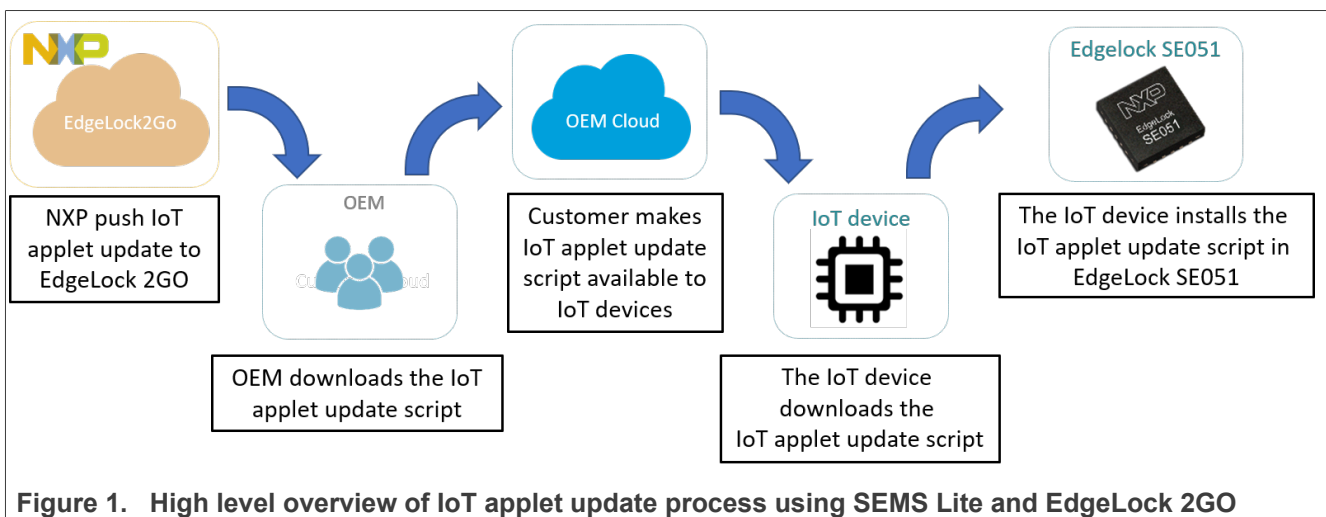 NXP
EdgeLock2Go
NXP push IoT
applet update to
EdgeLock 2GO
OEM
OEM downloads the IoT
applet update script
OEM Cloud
Customer makes
IoT applet update
script available to
IoT devices
IoT device
The IoT device
downloads the
IoT applet update script
Edgelock SE051
NXP
EdgeLock
SE051
The IoT device installs the
IoT applet update script in
EdgeLock SE051
Figure 1. High level overview of IoT applet update process using SEMS Lite and EdgeLock 2GO